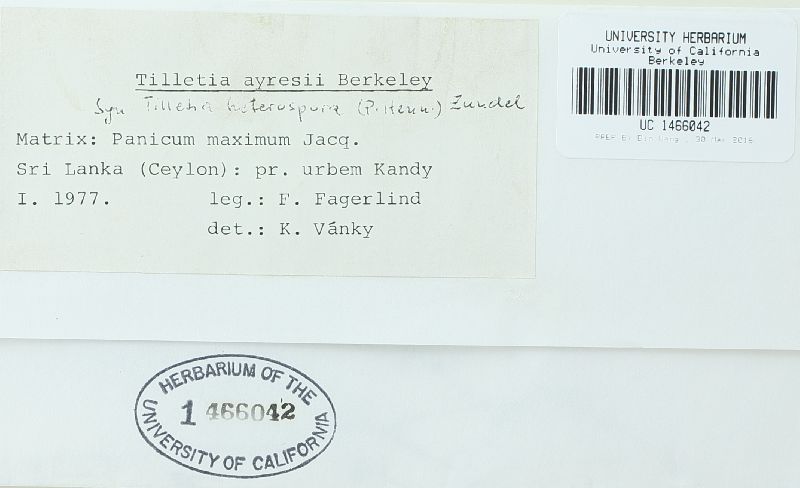 Tilletia ayresii Berkeley
Syn Tilletia heterospora (P. Henn.) Zundel
Matrix: Panicum maximum Jacq.
Sri Lanka (Ceylon): pr. urbem Kandy
I. 1977. leg.: F. Fagerlind
det.: K. Vánky
UNIVERSITY HERBARIUM
University of California
Berkeley
UC 1466042
HERBARIUM OF THE
1 466042
UNIVERSITY OF CALIFORNIA